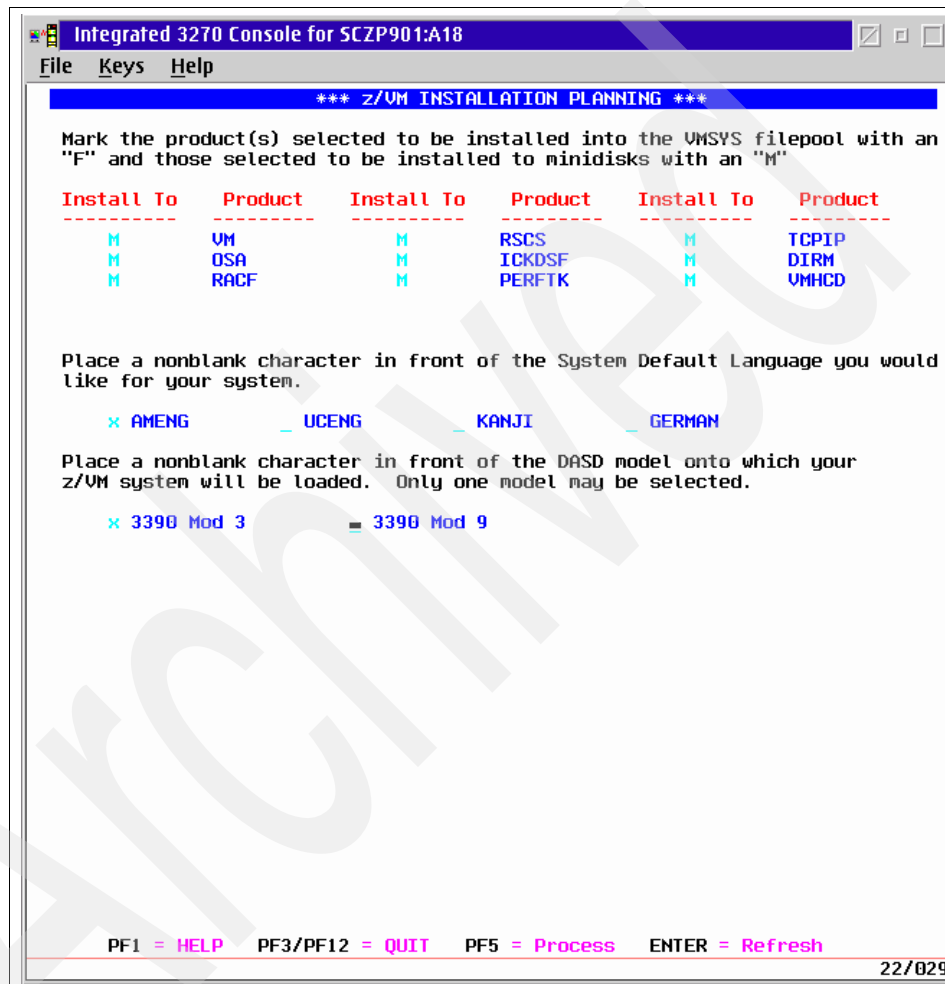 Integrated 3270 Console for SCZP901:A18
File Keys Help
*** z/VM INSTALLATION PLANNING ***
Mark the product(s) selected to be installed into the VMSYS filepool with an
"F" and those selected to be installed to minidisks with an "M"
Install To Product Install To Product Install To Product
---------- --------- ---------- --------- ---------- ---------
M VM M RSCS M TCPIP
M OSA M ICKDSF M DIRM
M RACF M PERFTK M VMHCD
Place a nonblank character in front of the System Default Language you would
like for your system.
x AMENG _ UCENG _ KANJI _ GERMAN
Place a nonblank character in front of the DASD model onto which your
z/VM system will be loaded. Only one model may be selected.
x 3390 Mod 3 _ 3390 Mod 9
PF1 = HELP PF3/PF12 = QUIT PF5 = Process ENTER = Refresh
22/029
Archived